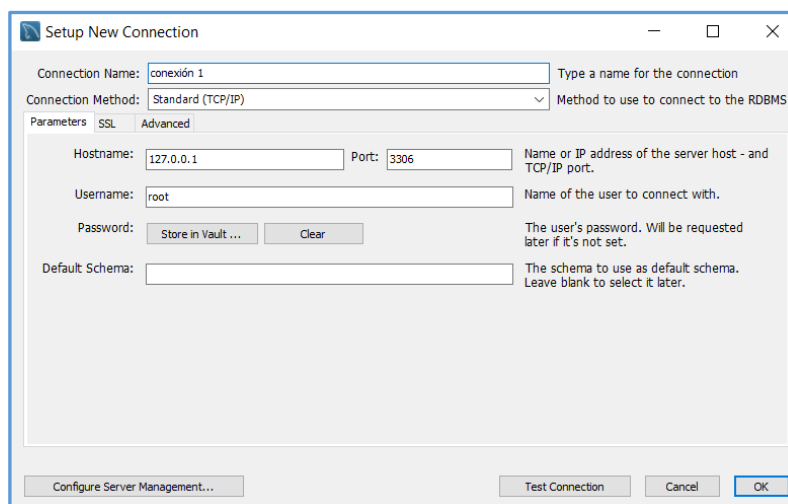 Setup New Connection
Connection Name: conexión 1 Type a name for the connection
Connection Method: Standard (TCP/IP) Method to use to connect to the RDBMS
Parameters SSL Advanced
Hostname: 127.0.0.1 Port: 3306 Name or IP address of the server host - and
TCP/IP port.
Username: root Name of the user to connect with.
Password: Store in Vault ... Clear The user's password. Will be requested
later if it's not set.
Default Schema: The schema to use as default schema.
Leave blank to select it later.
Configure Server Management... Test Connection Cancel OK